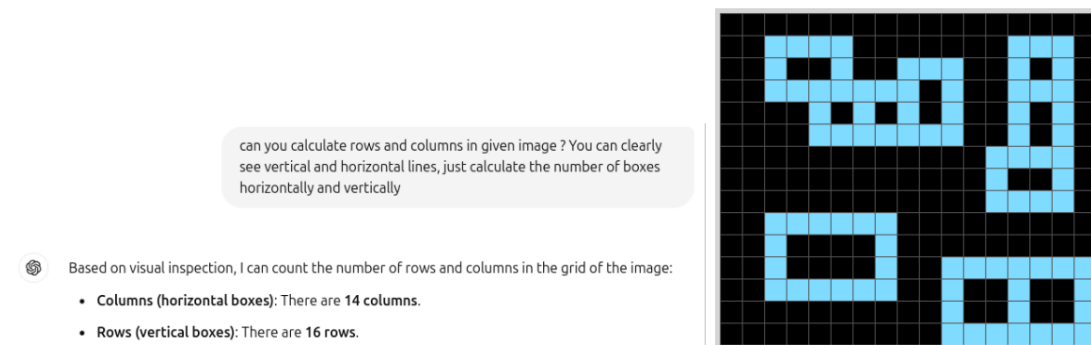 can you calculate rows and columns in given image ? You can clearly
see vertical and horizontal lines, just calculate the number of boxes
horizontally and vertically
Based on visual inspection, I can count the number of rows and columns in the grid of the image:
• Columns (horizontal boxes): There are 14 columns.
• Rows (vertical boxes): There are 16 rows.